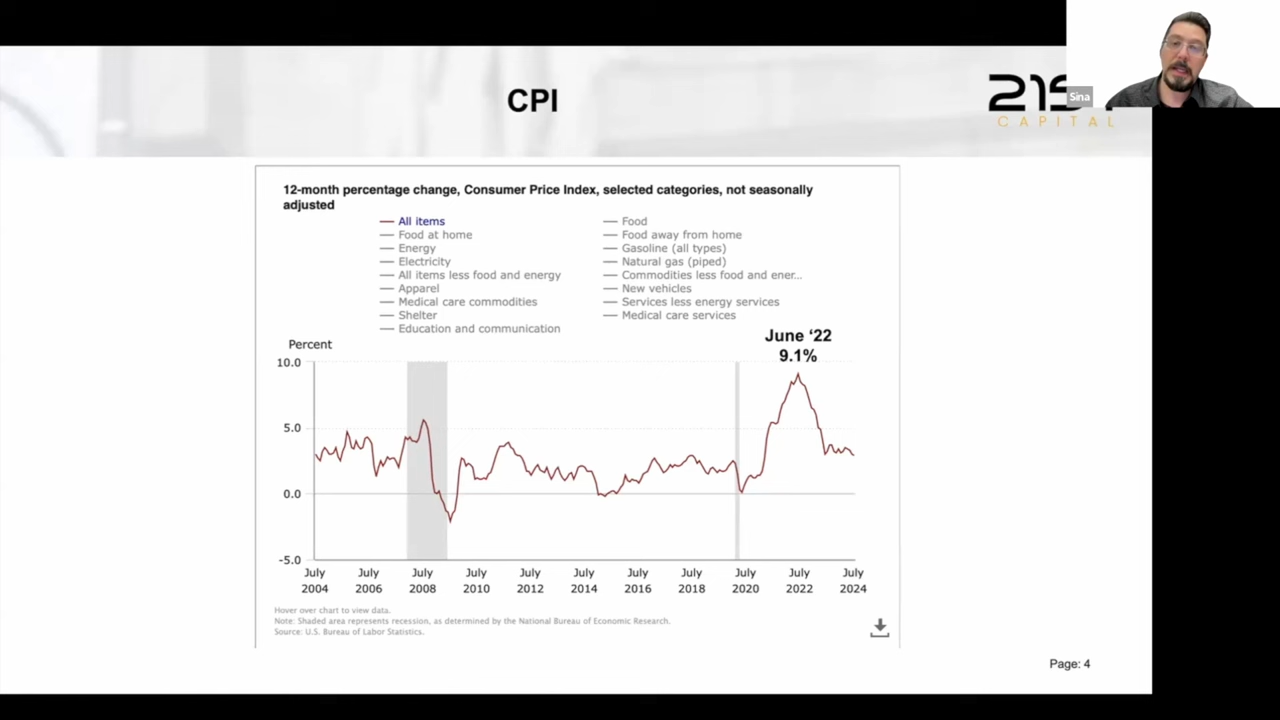 CPI
21S
CAPITAL
Sina
12-month percentage change, Consumer Price Index, selected categories, not seasonally
adjusted
All items
Food
Food at home
Food away from home
Energy
Gasoline (all types)
Electricity
Natural gas (piped)
All items less food and energy
Commodities less food and ener...
Apparel
New vehicles
Medical care commodities
Services less energy services
Shelter
Medical care services
Education and communication
June ‘22
9.1%
Percent
10.0
5.0
0.0
-5.0
July July July July July July July July July July July
2004 2006 2008 2010 2012 2014 2016 2018 2020 2022 2024
Hover over chart to view data.
Note: Shaded area represents recession, as determined by the National Bureau of Economic Research.
Source: U.S. Bureau of Labor Statistics.
Page: 4